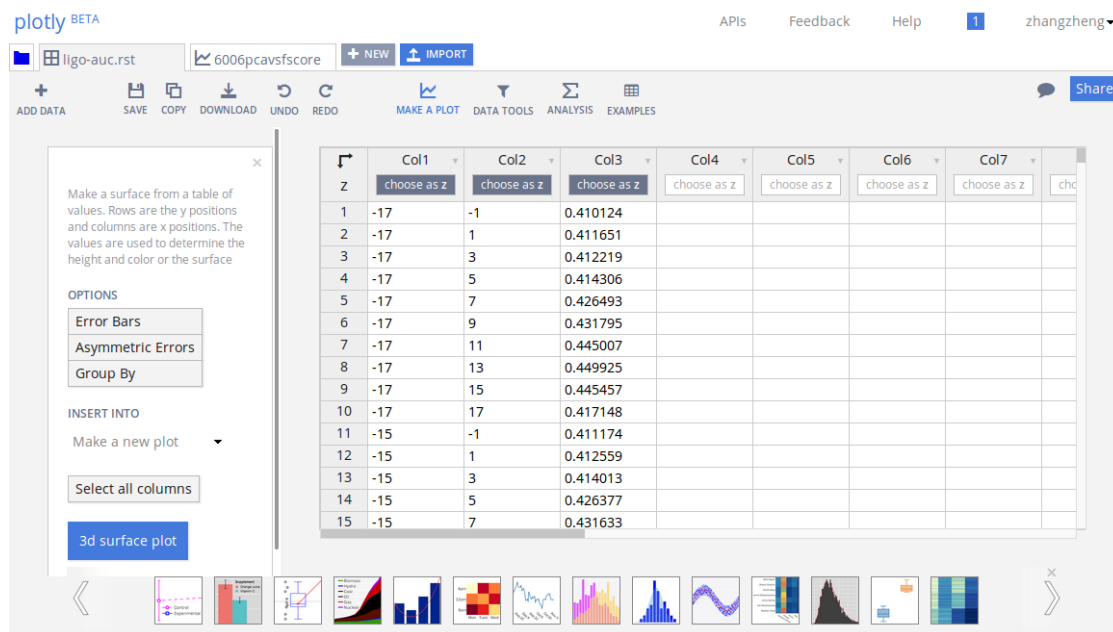 plotly BETA
APIs Feedback Help 1 zhangzheng
ligo-auc.rst 6006pcavsfscore NEW IMPORT
ADD DATA SAVE COPY DOWNLOAD UNDO REDO MAKE A PLOT DATA TOOLS ANALYSIS EXAMPLES Share
Make a surface from a table of
values. Rows are the y positions
and columns are x positions. The
values are used to determine the
height and color or the surface
OPTIONS
Error Bars
Asymmetric Errors
Group By
INSERT INTO
Make a new plot
Select all columns
3d surface plot
Col1 Col2 Col3 Col4 Col5 Col6 Col7
z choose as z choose as z choose as z choose as z choose as z choose as z choose as z cho
1 -17 -1 0.410124
2 -17 1 0.411651
3 -17 3 0.412219
4 -17 5 0.414306
5 -17 7 0.426493
6 -17 9 0.431795
7 -17 11 0.445007
8 -17 13 0.449925
9 -17 15 0.445457
10 -17 17 0.417148
11 -15 -1 0.411174
12 -15 1 0.412559
13 -15 3 0.414013
14 -15 5 0.426377
15 -15 7 0.431633
Control
Experimental